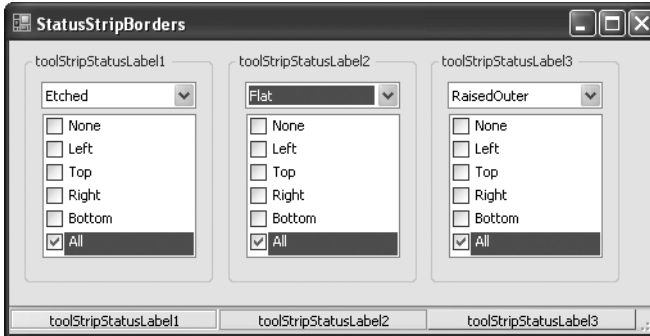 StatusStripBorders
toolStripStatusLabel1
Etched
None
Left
Top
Right
Bottom
All
toolStripStatusLabel2
Flat
None
Left
Top
Right
Bottom
All
toolStripStatusLabel3
RaisedOuter
None
Left
Top
Right
Bottom
All
toolStripStatusLabel1 toolStripStatusLabel2 toolStripStatusLabel3